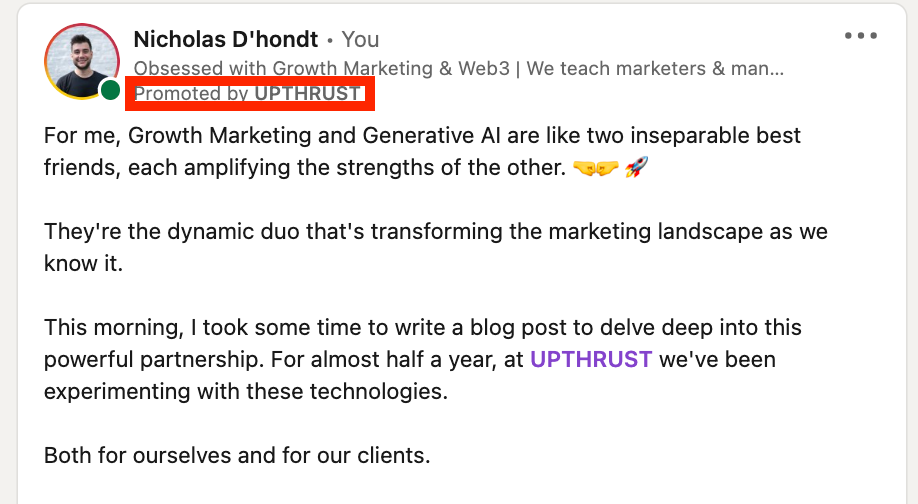 Nicholas D'hondt • You
Obsessed with Growth Marketing & Web3 | We teach marketers & man...
Promoted by UPTHRUST
For me, Growth Marketing and Generative AI are like two inseparable best
friends, each amplifying the strengths of the other. 🤜🤛 🚀
They're the dynamic duo that's transforming the marketing landscape as we
know it.
This morning, I took some time to write a blog post to delve deep into this
powerful partnership. For almost half a year, at UPTHRUST we've been
experimenting with these technologies.
Both for ourselves and for our clients.